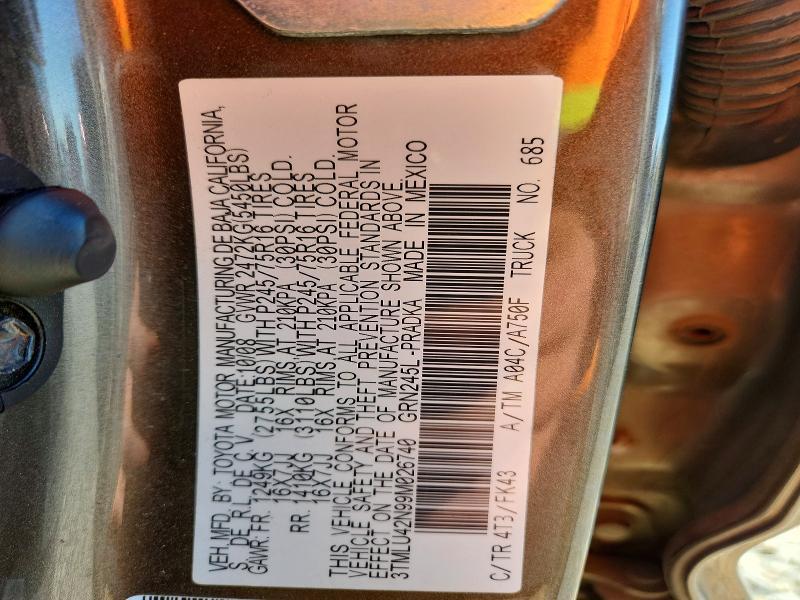 VEH.MFD. BY: TOYOTA MOTOR MANUFACTURING DE BAJA CALIFORNIA,
S. DE R.L. DE C. V. DATE:10/08 GVWR 2472KG(5450LBS)
GAWR: FR. 1249KG (2755LBS)WITH P245/75R16 TIRES
16X7JJ 16X RIMS AT 210KPA (30PSI) COLD.
RR. 1410KG (3110LBS)WITH P245/75R16 TIRES
16X7JJ 16X RIMS AT 210KPA (30PSI) COLD.
THIS VEHICLE CONFORMS TO ALL APPLICABLE FEDERAL MOTOR
VEHICLE SAFETY AND THEFT PREVENTION STANDARDS IN
EFFECT ON THE DATE OF MANUFACTURE SHOWN ABOVE.
3TMLU42N99M026740 GRN245L-PRADKA MADE IN MEXICO
C/TR 4T3/FK43 A/TM A04C/A750F TRUCK NO. 685